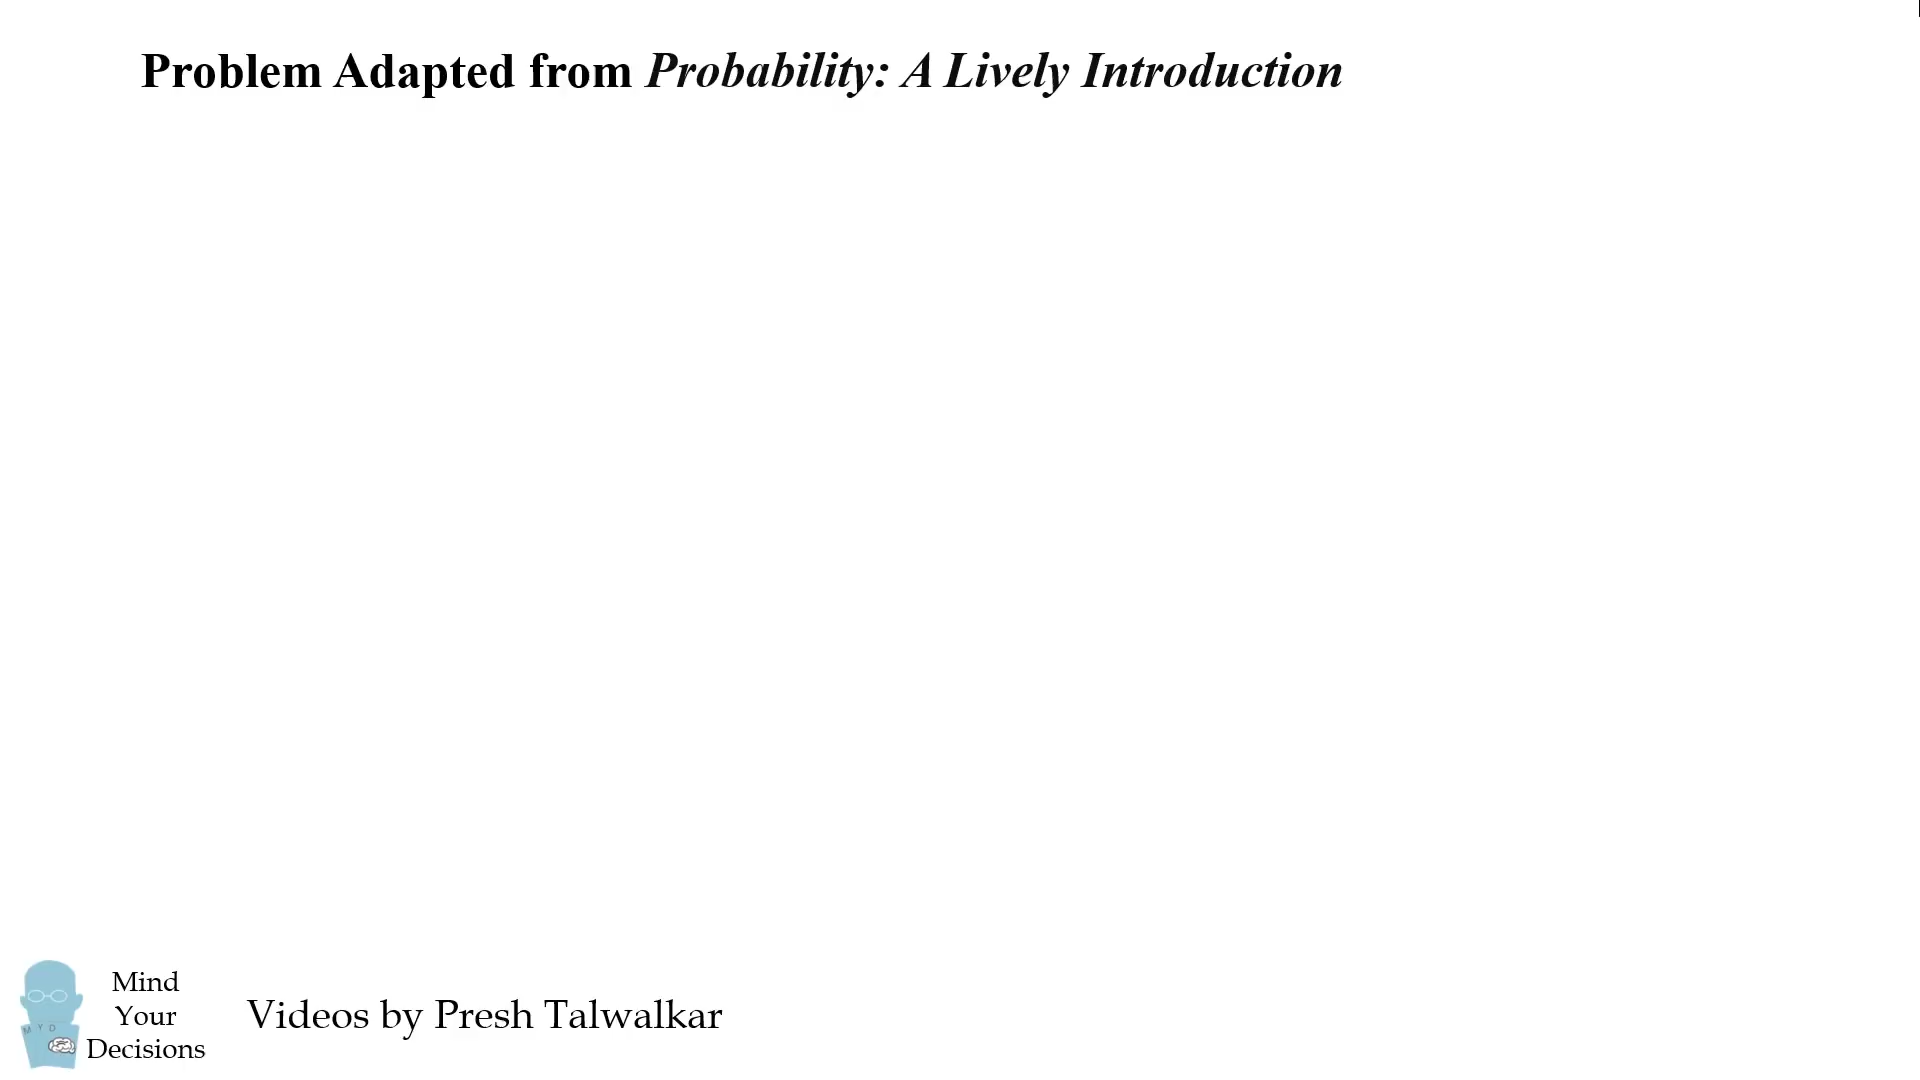 Problem Adapted from Probability: A Lively Introduction
M Y D
Mind
Your
Decisions
Videos by Presh Talwalkar